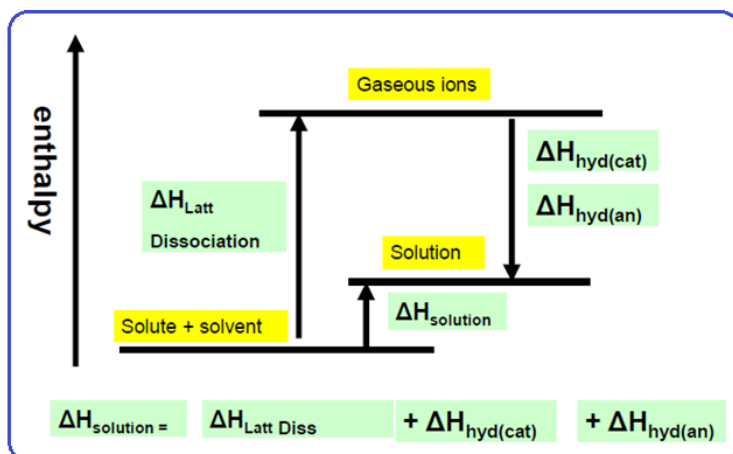 Gaseous ions
enthalpy
ΔHhyd(cat)
ΔHLatt
Dissociation
ΔHhyd(an)
Solution
Solute + solvent
ΔHsolution
ΔHsolution = ΔHLatt Diss + ΔHhyd(cat) + ΔHhyd(an)